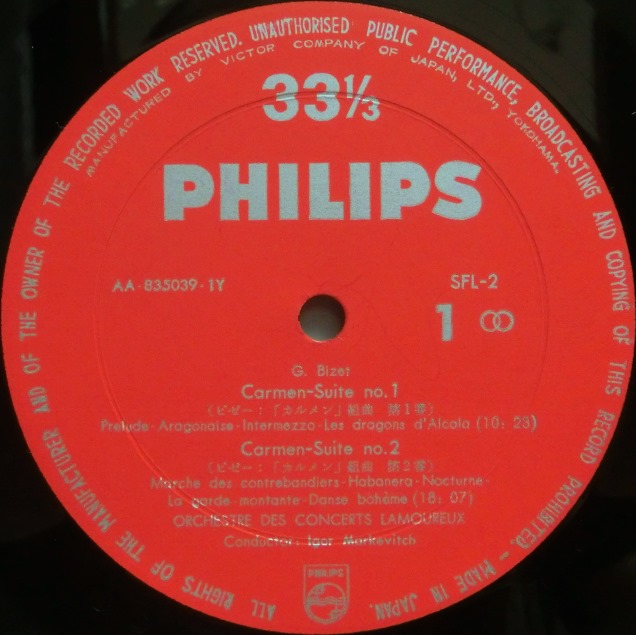 ALL RIGHTS OF THE MANUFACTURER AND OF THE OWNER OF THE RECORDED WORK RESERVED. UNAUTHORISED PUBLIC PERFORMANCE, BROADCASTING AND COPYING OF THIS RECORD PROHIBITED. - MADE IN JAPAN.
MANUFACTURED BY VICTOR COMPANY OF JAPAN, LTD., YOKOHAMA.
33⅓
PHILIPS
AA-835039-1Y
SFL-2
1
G. Bizet
Carmen-Suite no.1
(ビゼー:「カルメン」組曲 第1番)
Prelude-Aragonaise-Intermezzo-Les dragons d'Alcala (10:23)
Carmen-Suite no.2
(ビゼー:「カルメン」組曲 第2番)
Marche des contrebandiers-Habanera-Nocturne-
La garde montante-Danse bohème (18:07)
ORCHESTRE DES CONCERTS LAMOUREUX
Conductor: Igor Markevitch
PHILIPS